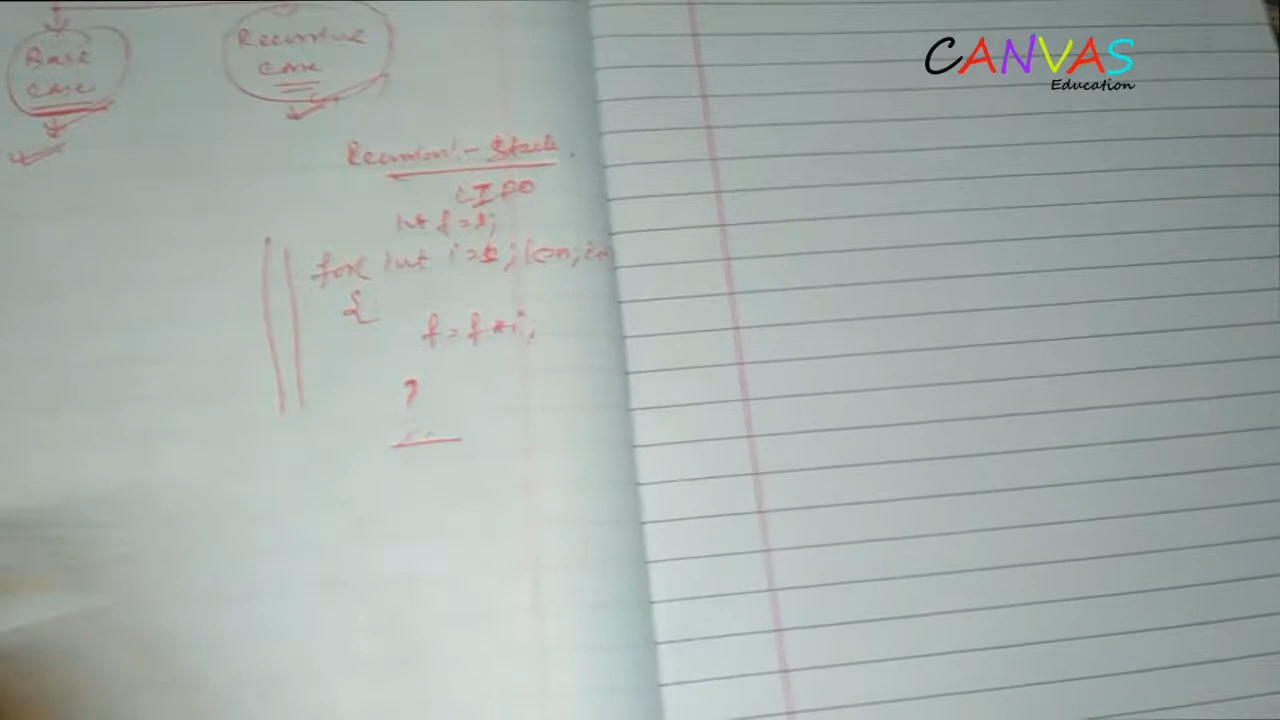 Base
case
Recursive
case
Recursion:- Stack
LIFO
int f=1;
for int i=1; i<=n; i+
{
f=f*i;
}
CANVAS
Education